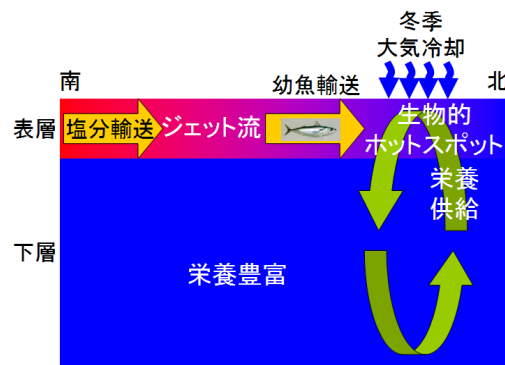 冬季
大気冷却
南
幼魚輸送
北
表層
塩分輸送
ジェット流
生物的
ホットスポット
栄養
供給
下層
栄養豊富